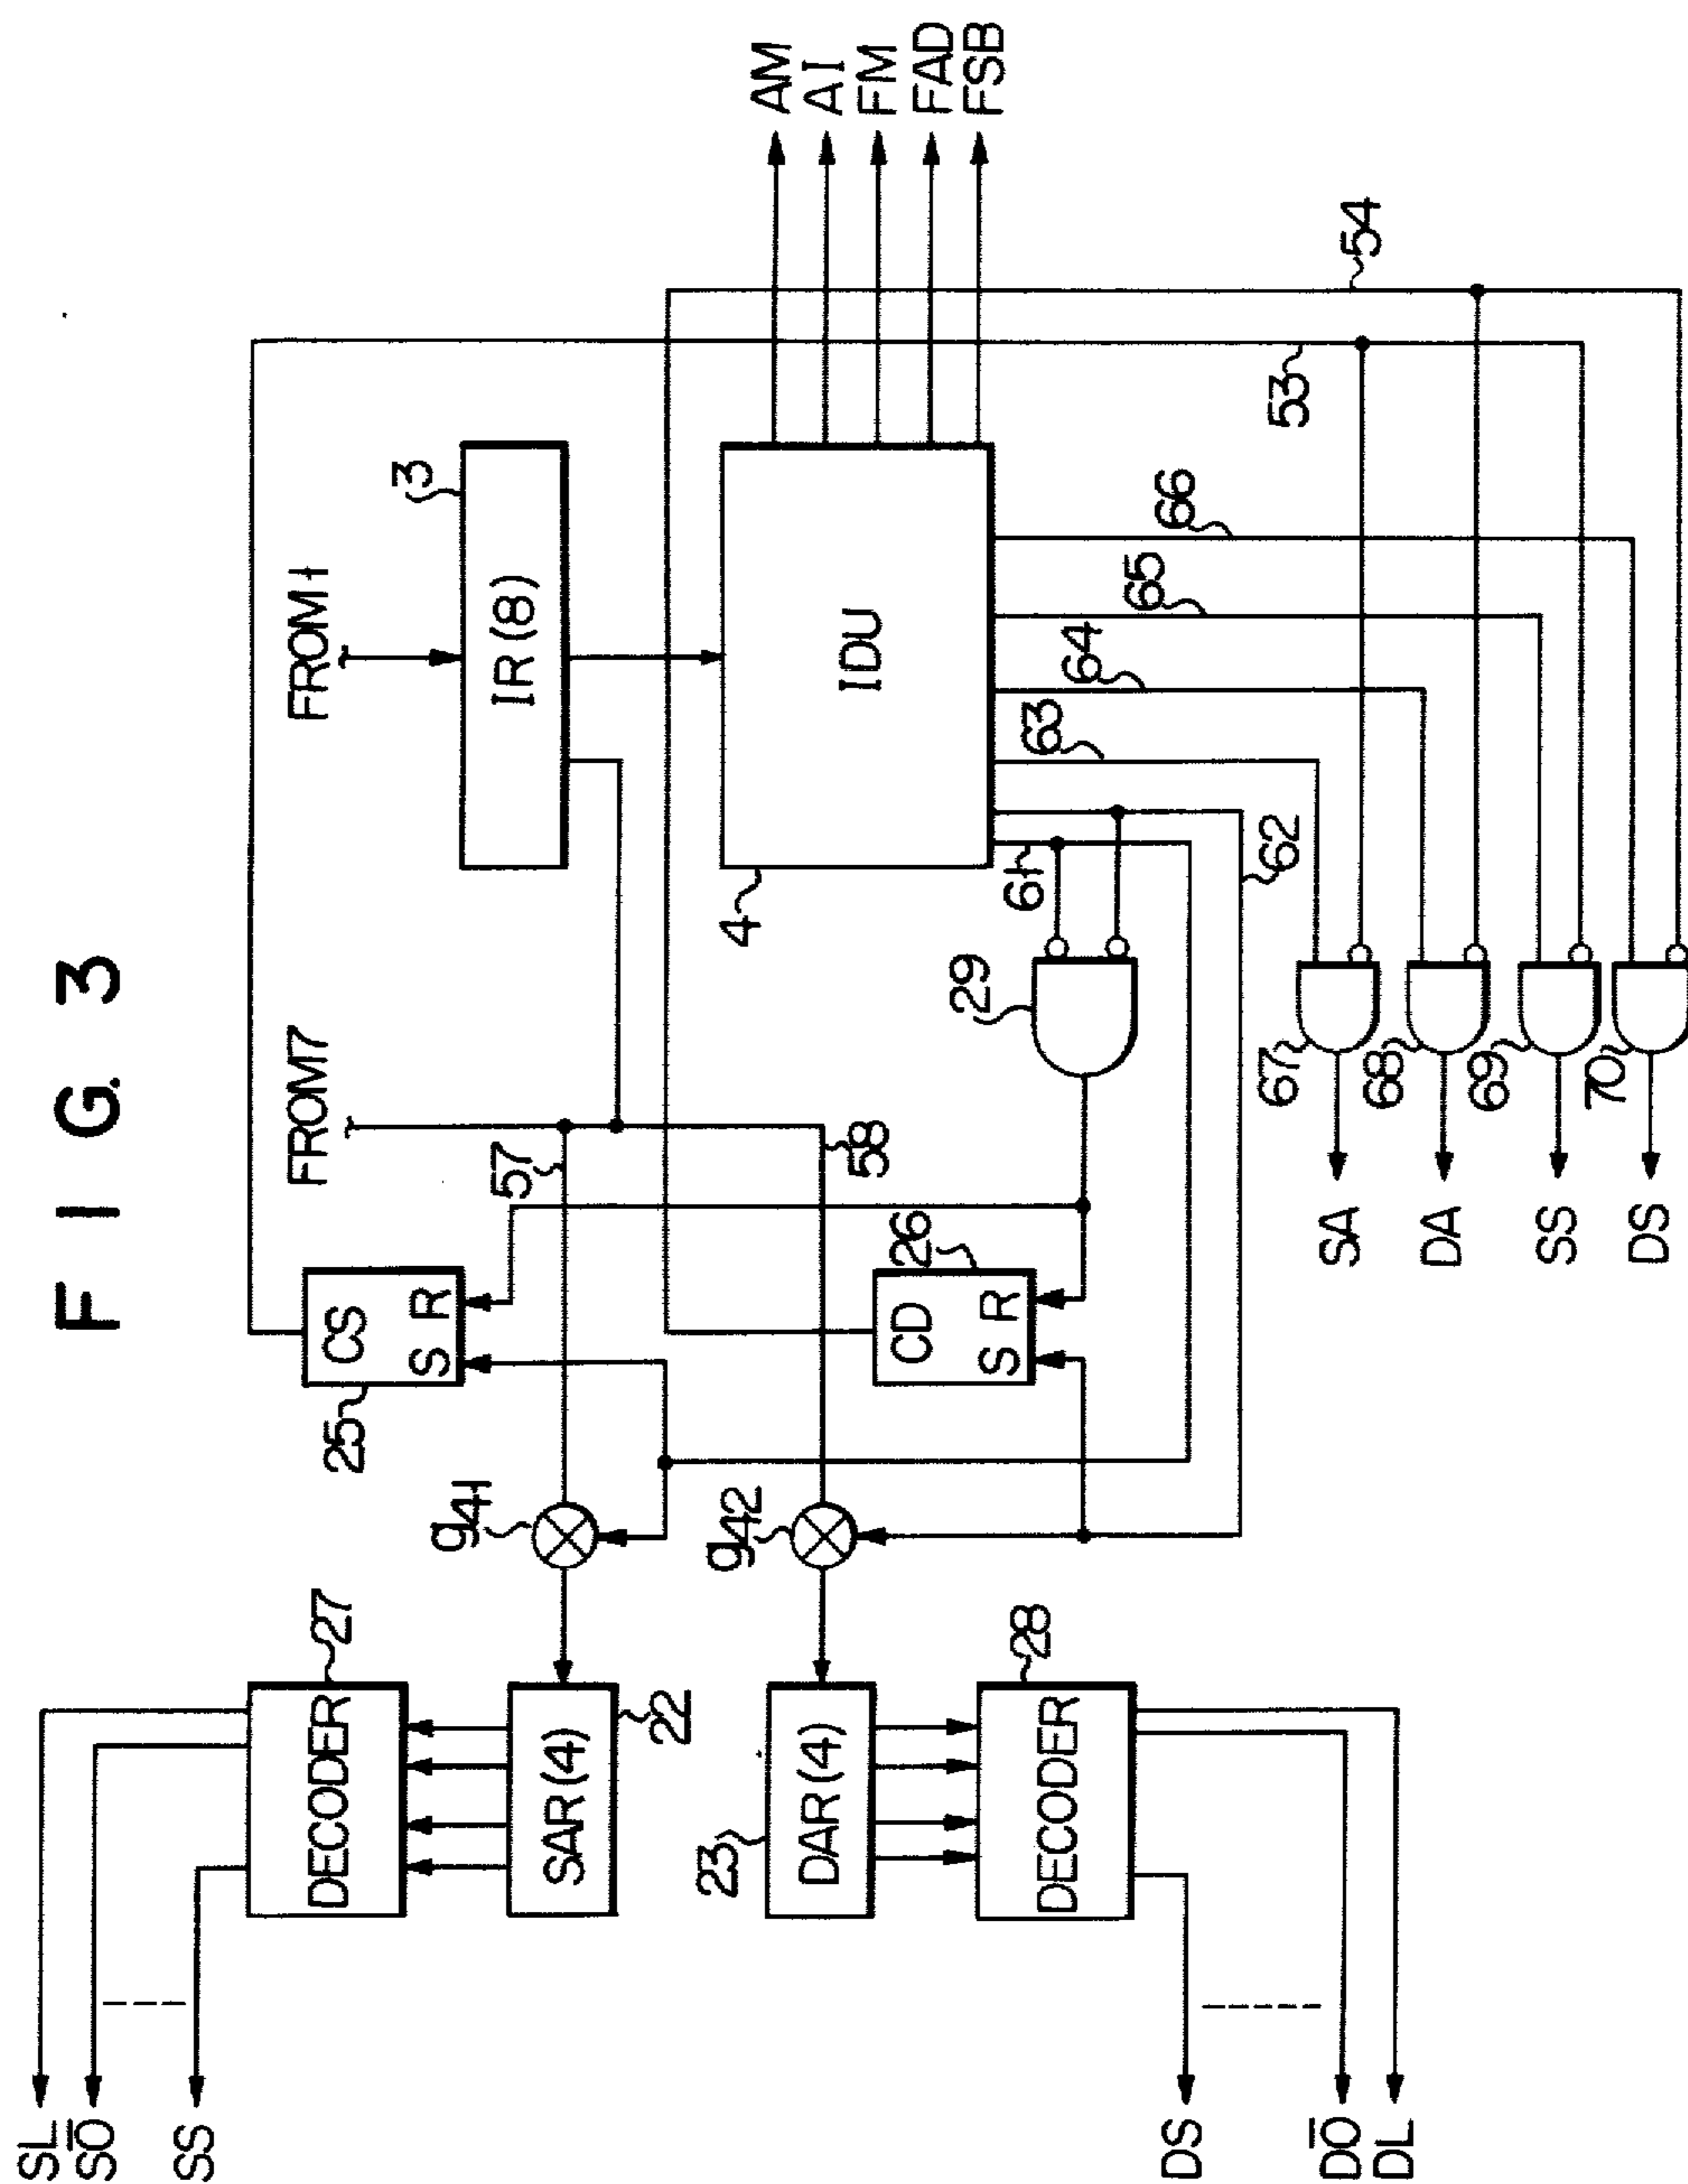 FIG. 3
FROM 7
FROM 1
25
CS
S R
3
IR(8)
27
DECODER
SL
S̅O̅
SS
g41
57
SAR(4)
22
g42
58
23
DAR(4)
28
DECODER
DS
D̅O̅
DL
26
CD
S R
29
4
IDU
AM
AI
FM
FAD
FSB
61
62
63
64
65
66
53
54
67
68
69
70
SA
DA
SS
DS